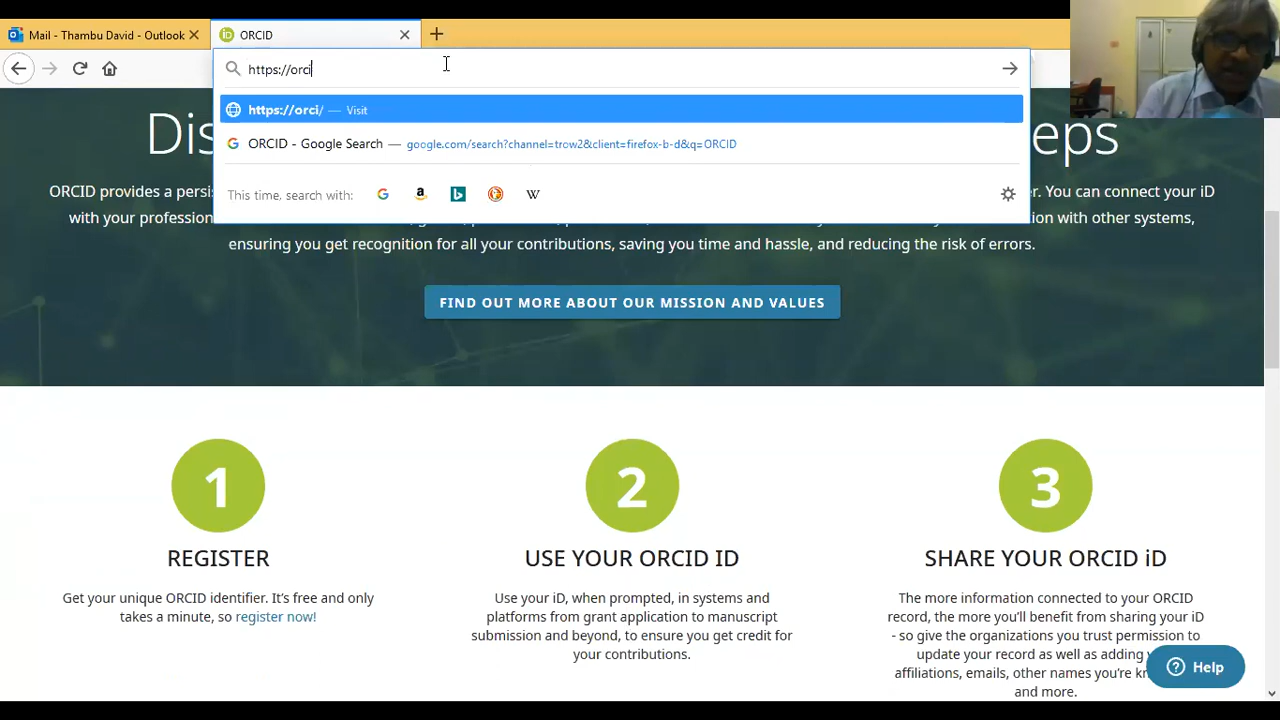 Mail - Thambu David - Outlook
ORCID
https://orci
https://orci/ — Visit
ORCID - Google Search — google.com/search?channel=trow2&client=firefox-b-d&q=ORCID
This time, search with:
Dis
eps
ORCID provides a persis
er. You can connect your iD
with your profession
ion with other systems,
ensuring you get recognition for all your contributions, saving you time and hassle, and reducing the risk of errors.
FIND OUT MORE ABOUT OUR MISSION AND VALUES
1
2
3
REGISTER
USE YOUR ORCID ID
SHARE YOUR ORCID iD
Get your unique ORCID identifier. It's free and only
takes a minute, so register now!
Use your iD, when prompted, in systems and
platforms from grant application to manuscript
submission and beyond, to ensure you get credit for
your contributions.
The more information connected to your ORCID
record, the more you'll benefit from sharing your iD
- so give the organizations you trust permission to
update your record as well as adding y
affiliations, emails, other names you're kn
and more.
Help